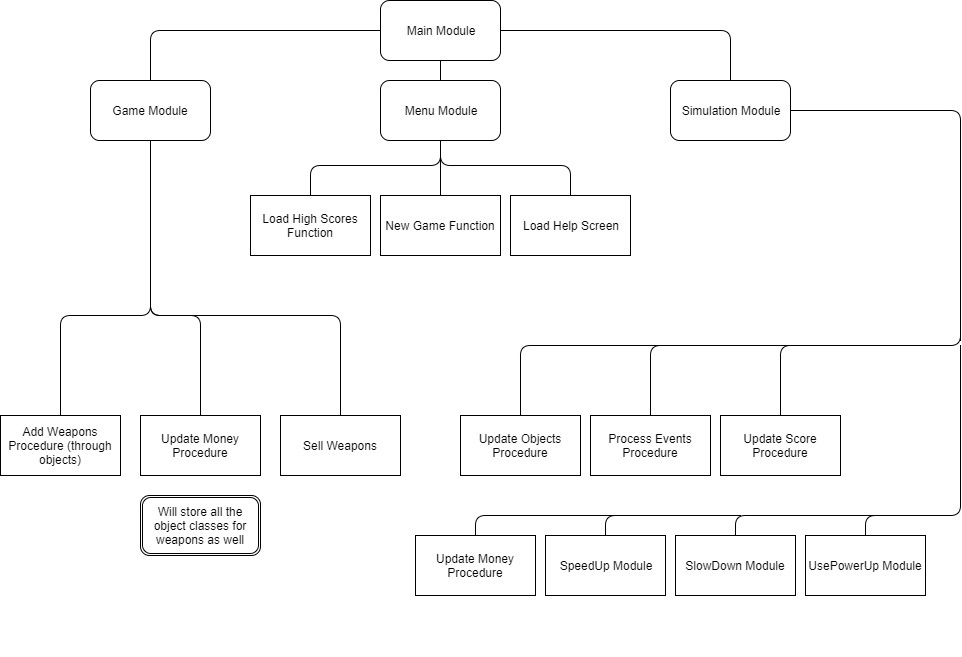 Main Module
Game Module
Menu Module
Simulation Module
Load High Scores
Function
New Game Function
Load Help Screen
Add Weapons
Procedure (through
objects)
Update Money
Procedure
Sell Weapons
Update Objects
Procedure
Process Events
Procedure
Update Score
Procedure
Will store all the
object classes for
weapons as well
Update Money
Procedure
SpeedUp Module
SlowDown Module
UsePowerUp Module